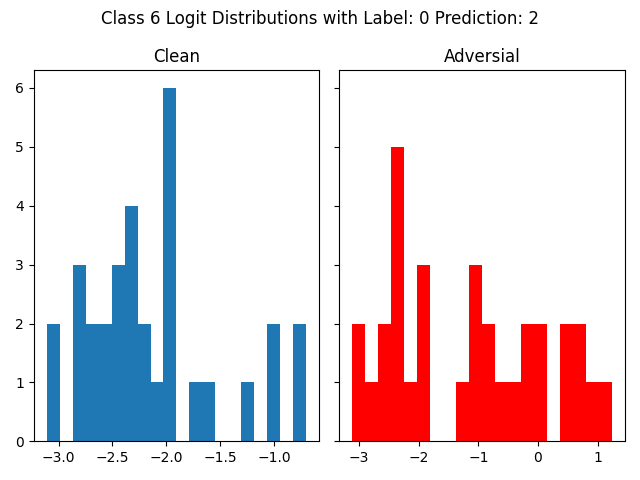 Class 6 Logit Distributions with Label: 0 Prediction: 2
Clean
Adversial
6
5
4
3
2
1
0
−3.0 −2.5 −2.0 −1.5 −1.0
−3 −2 −1 0 1